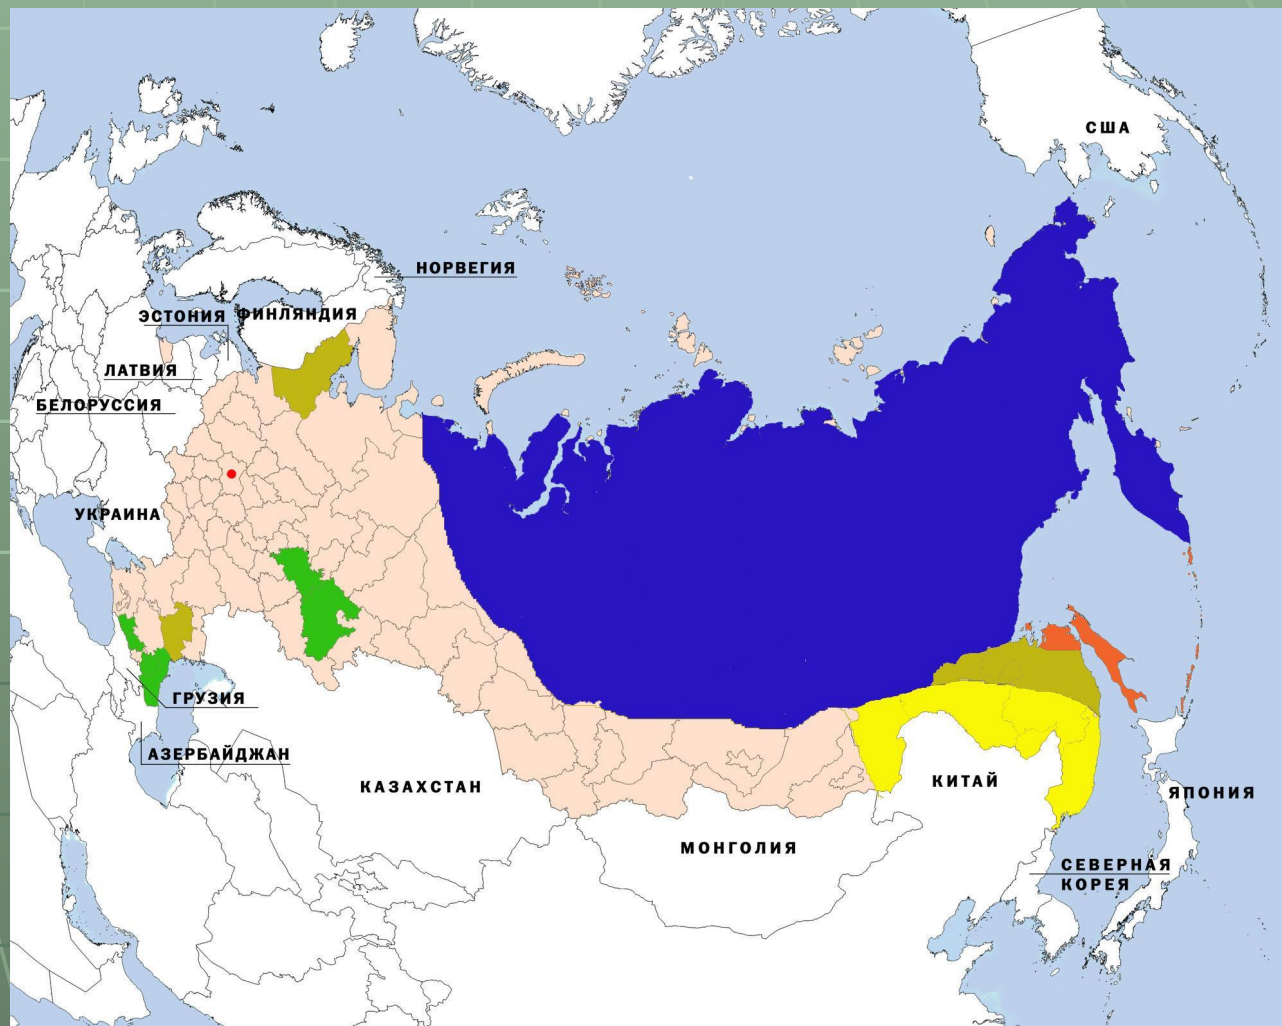 США
НОРВЕГИЯ
ЭСТОНИЯ
ФИНЛЯНДИЯ
ЛАТВИЯ
БЕЛОРУССИЯ
УКРАИНА
ГРУЗИЯ
АЗЕРБАЙДЖАН
КАЗАХСТАН
КИТАЙ
ЯПОНИЯ
МОНГОЛИЯ
СЕВЕРНАЯ
КОРЕЯ